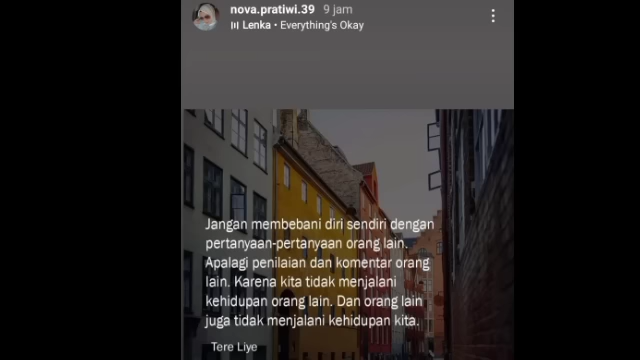 nova.pratiwi.39 9 jam
Lenka • Everything's Okay
Jangan membebani diri sendiri dengan
pertanyaan-pertanyaan orang lain.
Apalagi penilaian dan komentar orang
lain. Karena kita tidak menjalani
kehidupan orang lain. Dan orang lain
juga tidak menjalani kehidupan kita.
Tere Liye